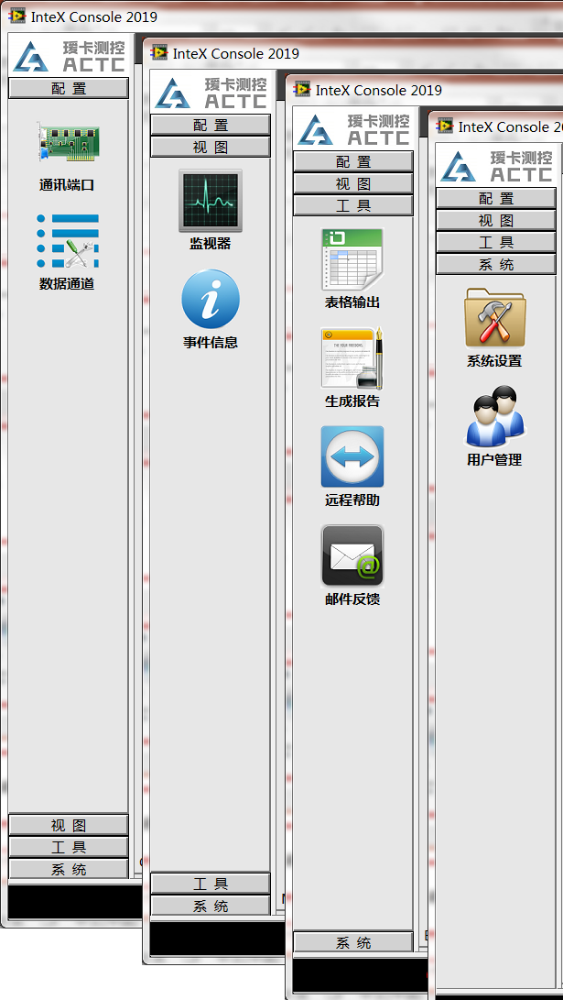 InteX Console 2019
瑷卡测控
ACTC
配 置
通讯端口
数据通道
视 图
工 具
系 统
InteX Console 2019
瑷卡测控
ACTC
配 置
视 图
监视器
事件信息
工 具
系 统
InteX Console 2019
瑷卡测控
ACTC
配 置
视 图
工 具
表格输出
生成报告
远程帮助
邮件反馈
系 统
InteX Console 20
瑷卡测控
ACTC
配 置
视 图
工 具
系 统
系统设置
用户管理